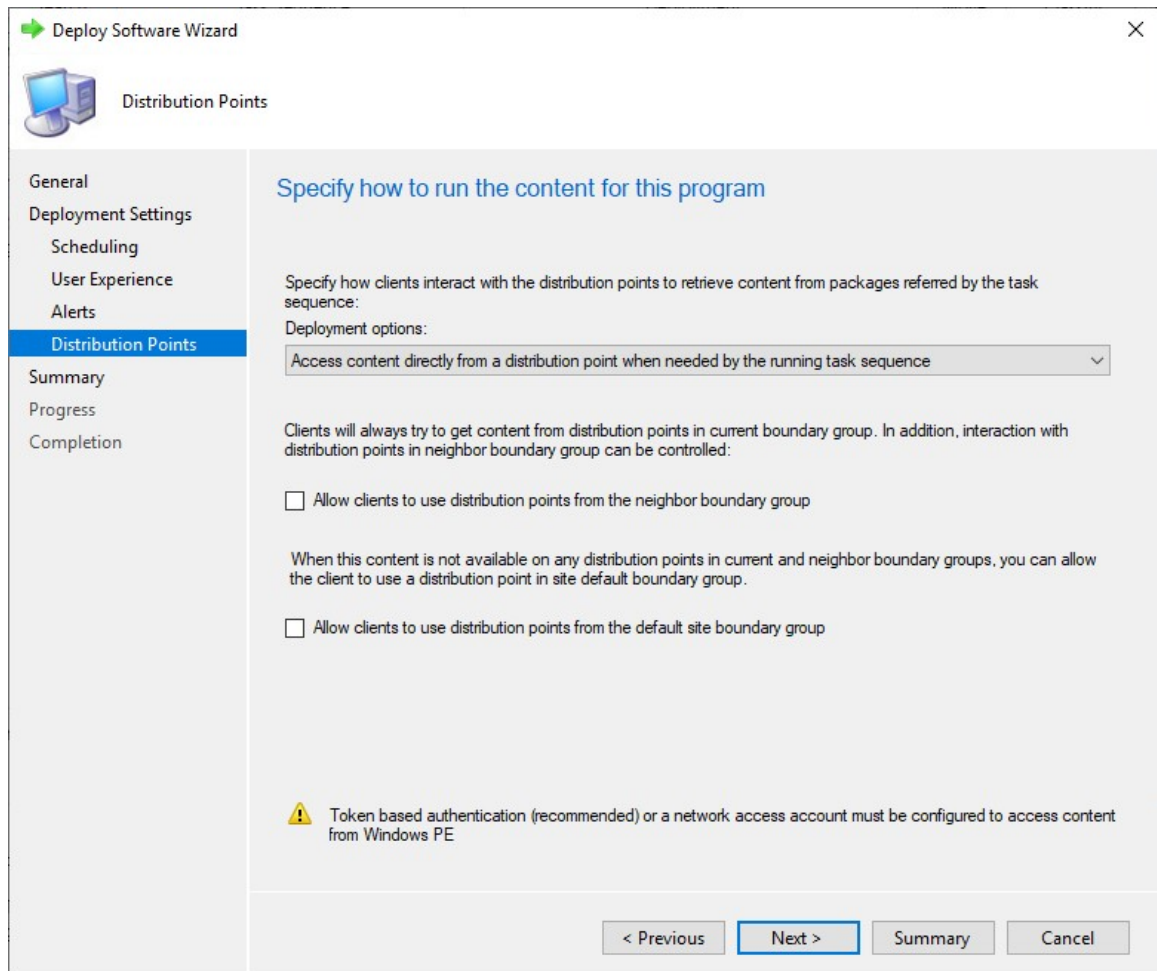 Deploy Software Wizard
Distribution Points
General
Deployment Settings
Scheduling
User Experience
Alerts
Distribution Points
Summary
Progress
Completion
Specify how to run the content for this program
Specify how clients interact with the distribution points to retrieve content from packages referred by the task
sequence:
Deployment options:
Access content directly from a distribution point when needed by the running task sequence
Clients will always try to get content from distribution points in current boundary group. In addition, interaction with
distribution points in neighbor boundary group can be controlled:
Allow clients to use distribution points from the neighbor boundary group
When this content is not available on any distribution points in current and neighbor boundary groups, you can allow
the client to use a distribution point in site default boundary group.
Allow clients to use distribution points from the default site boundary group
Token based authentication (recommended) or a network access account must be configured to access content
from Windows PE
< Previous
Next >
Summary
Cancel